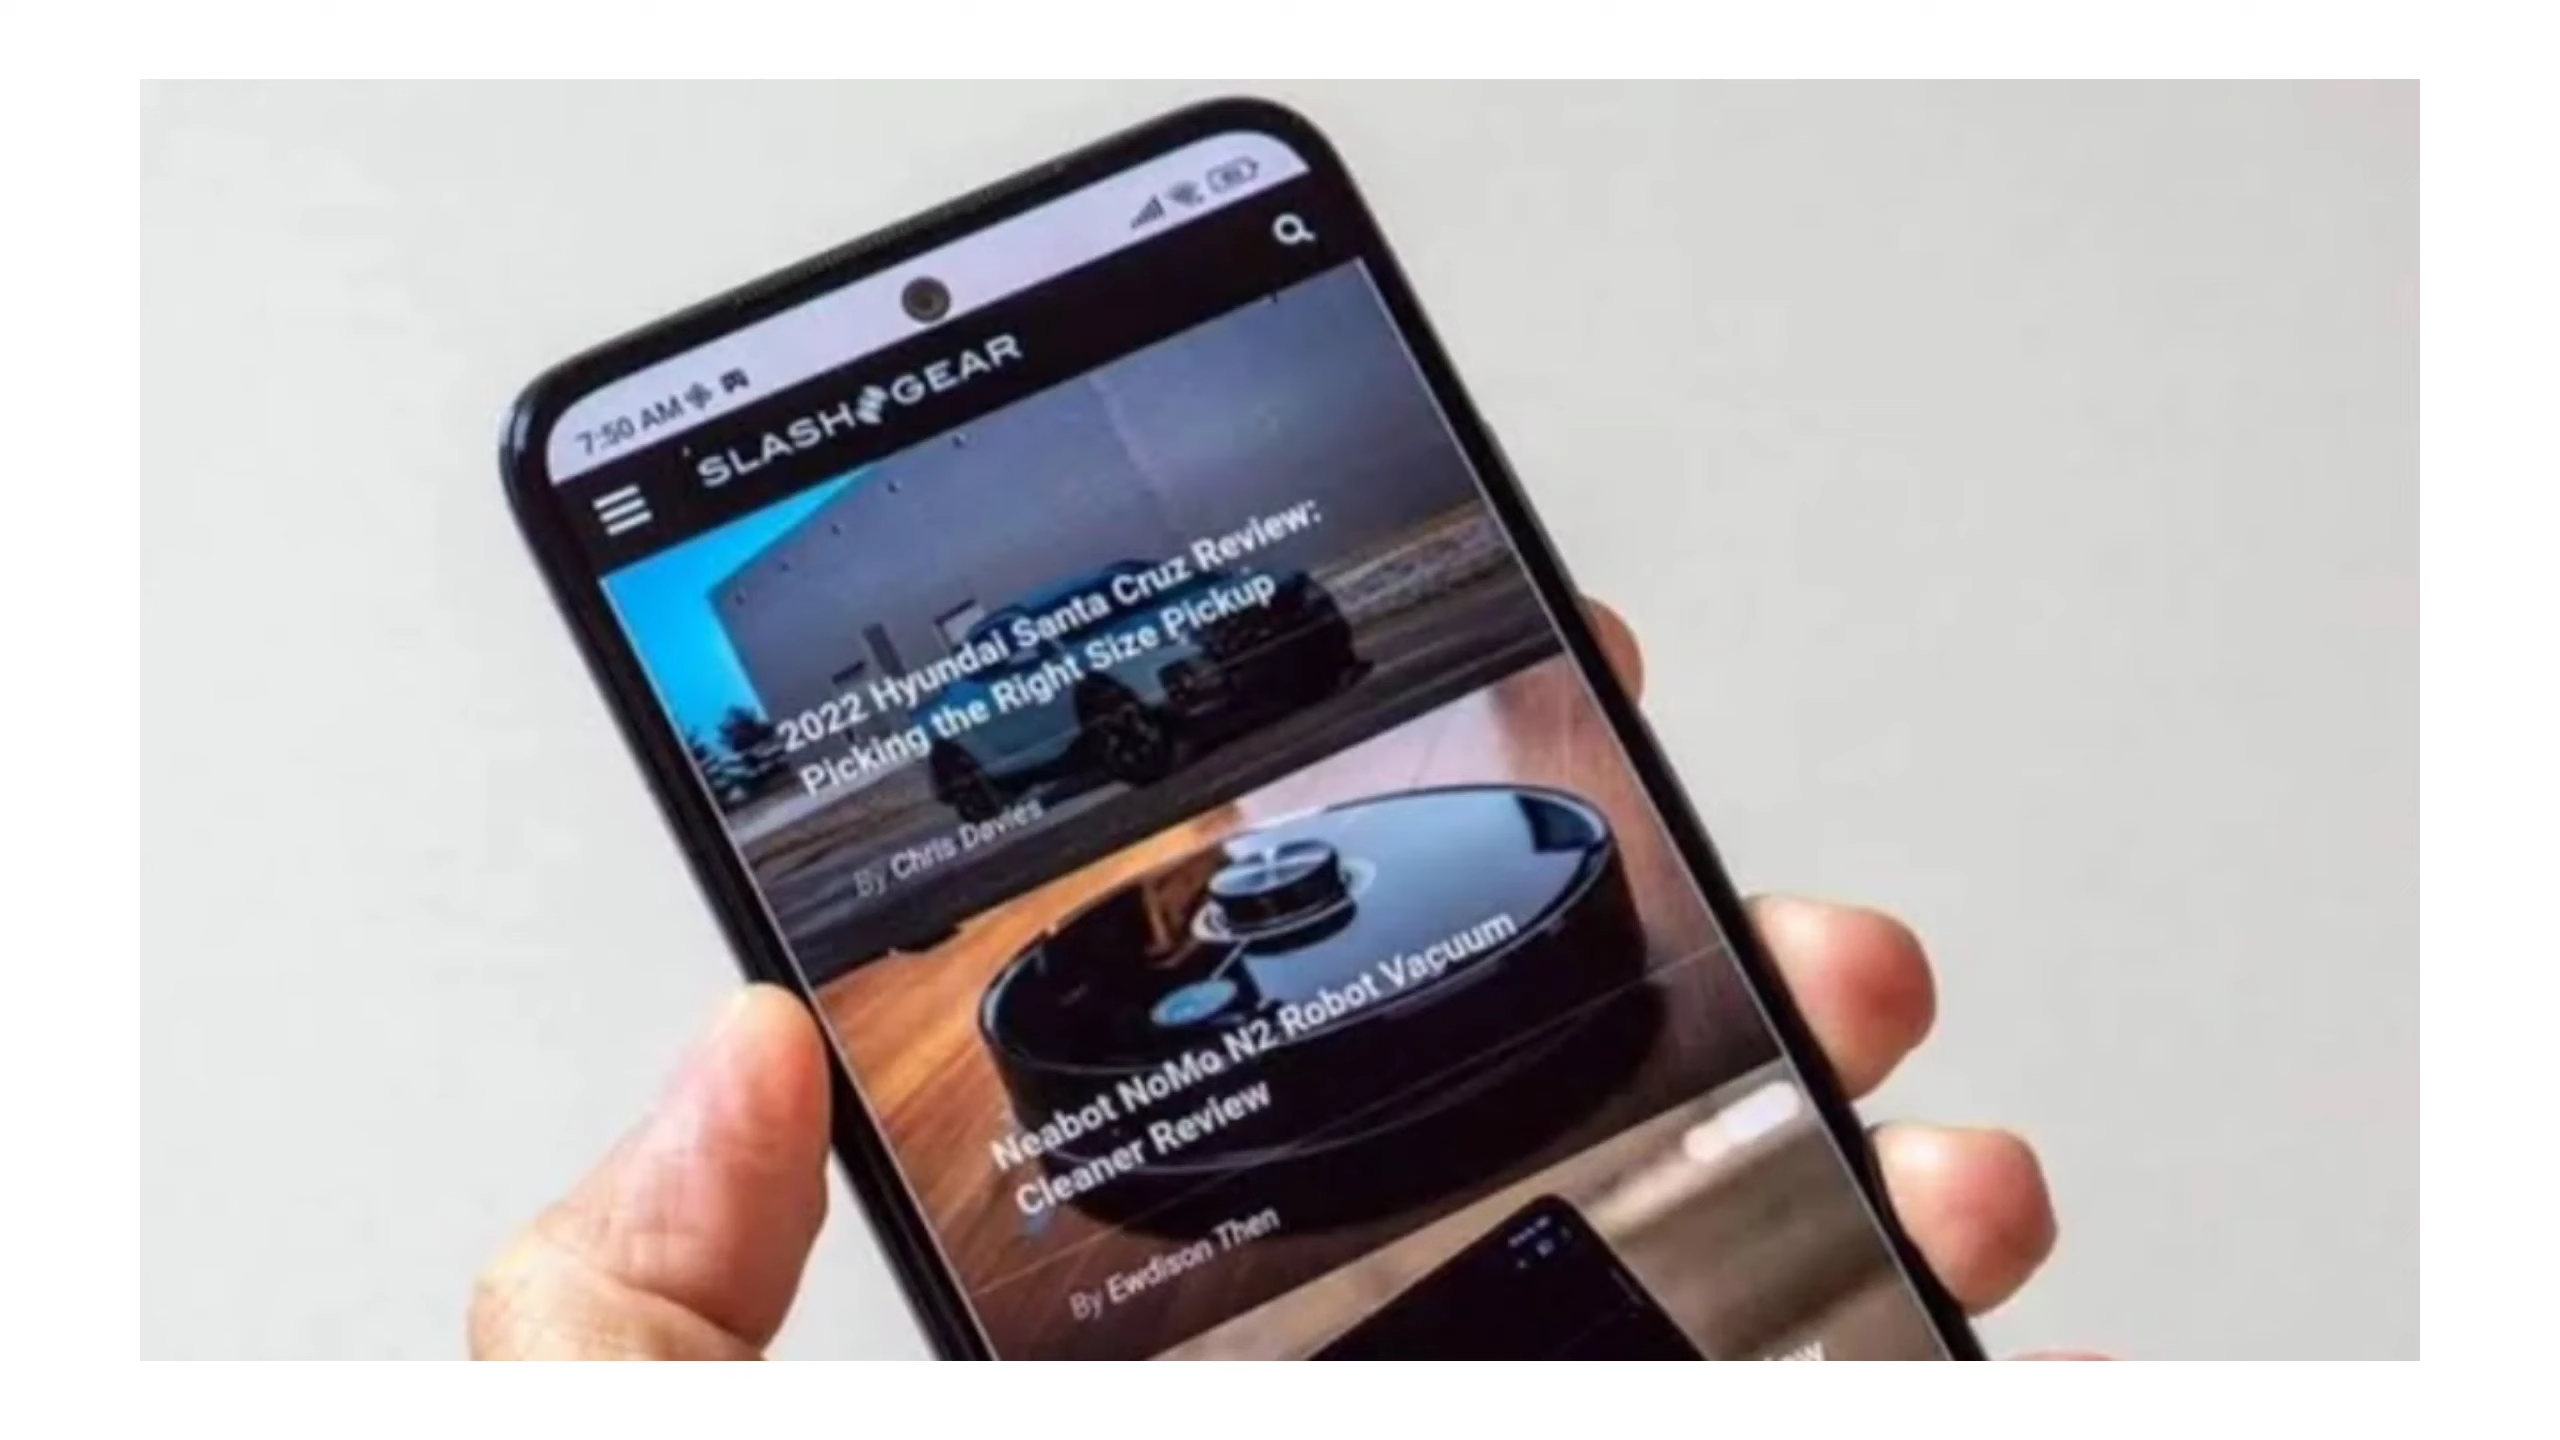 7:50 AM
SLASH GEAR
2022 Hyundai Santa Cruz Review:
Picking the Right Size Pickup
By Chris Davies
Neabot NoMo N2 Robot Vacuum
Cleaner Review
By Ewdison Then